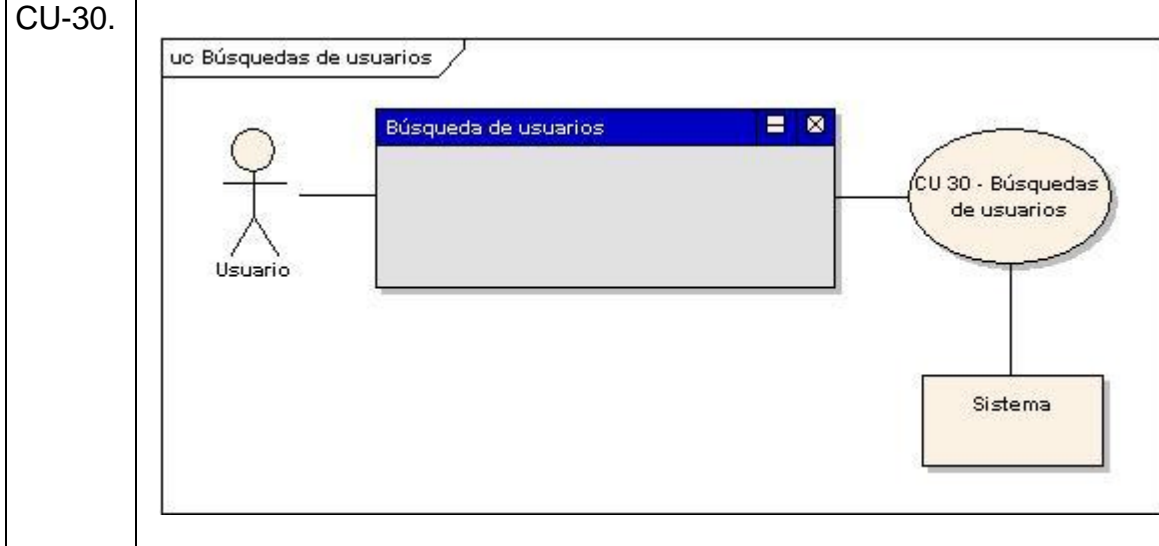 CU-30.
uc Búsquedas de usuarios
Búsqueda de usuarios
CU 30 - Búsquedas
de usuarios
Usuario
Sistema